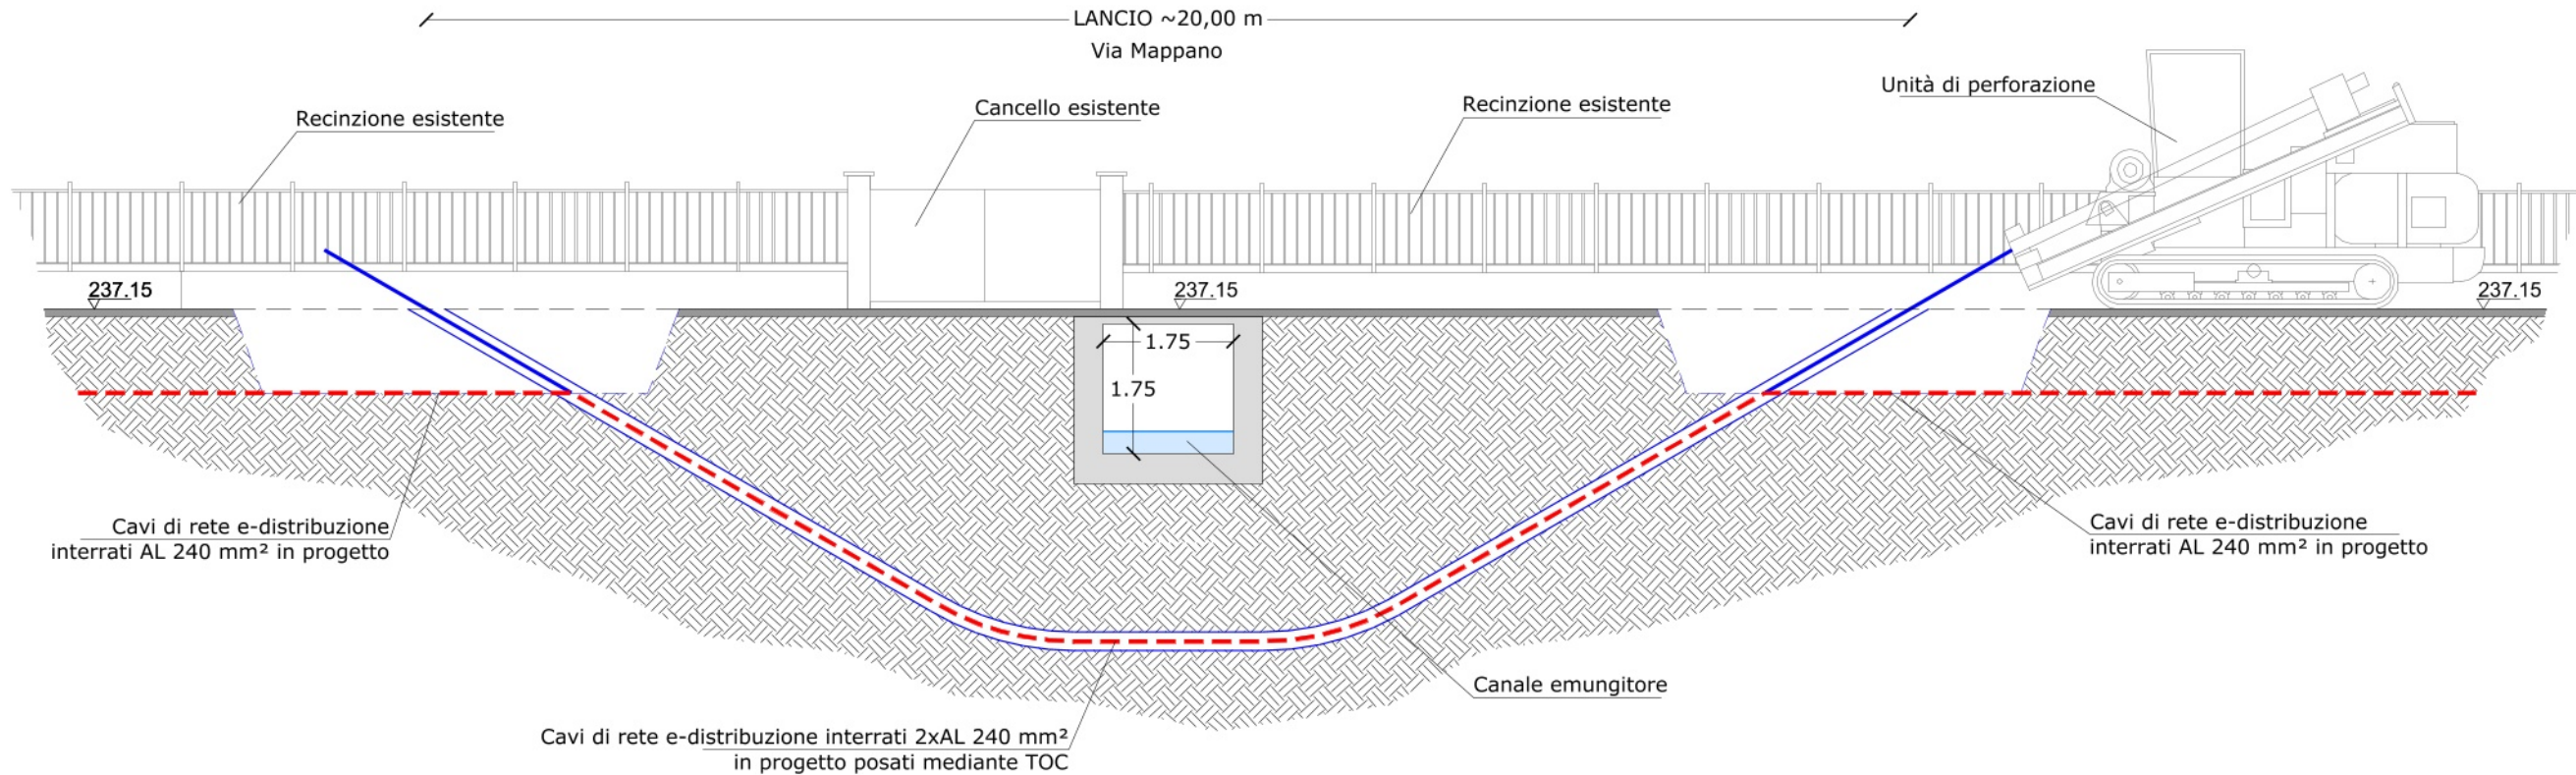 LANCIO ~20,00 m
Via Mappano
Unità di perforazione
Recinzione esistente
Cancello esistente
Recinzione esistente
237.15
237.15
237.15
1.75
1.75
Cavi di rete e-distribuzione
interrati AL 240 mm² in progetto
Cavi di rete e-distribuzione
interrati AL 240 mm² in progetto
Canale emungitore
Cavi di rete e-distribuzione interrati 2xAL 240 mm²
in progetto posati mediante TOC